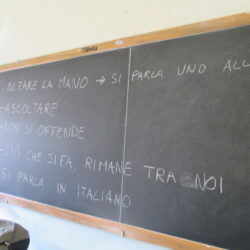 - ALZARE LA MANO → SI PARLA UNO ALL
- ASCOLTARE
- NON SI OFFENDE
- CIÒ CHE SI FA, RIMANE TRA NOI
SI PARLA IN ITALIANO